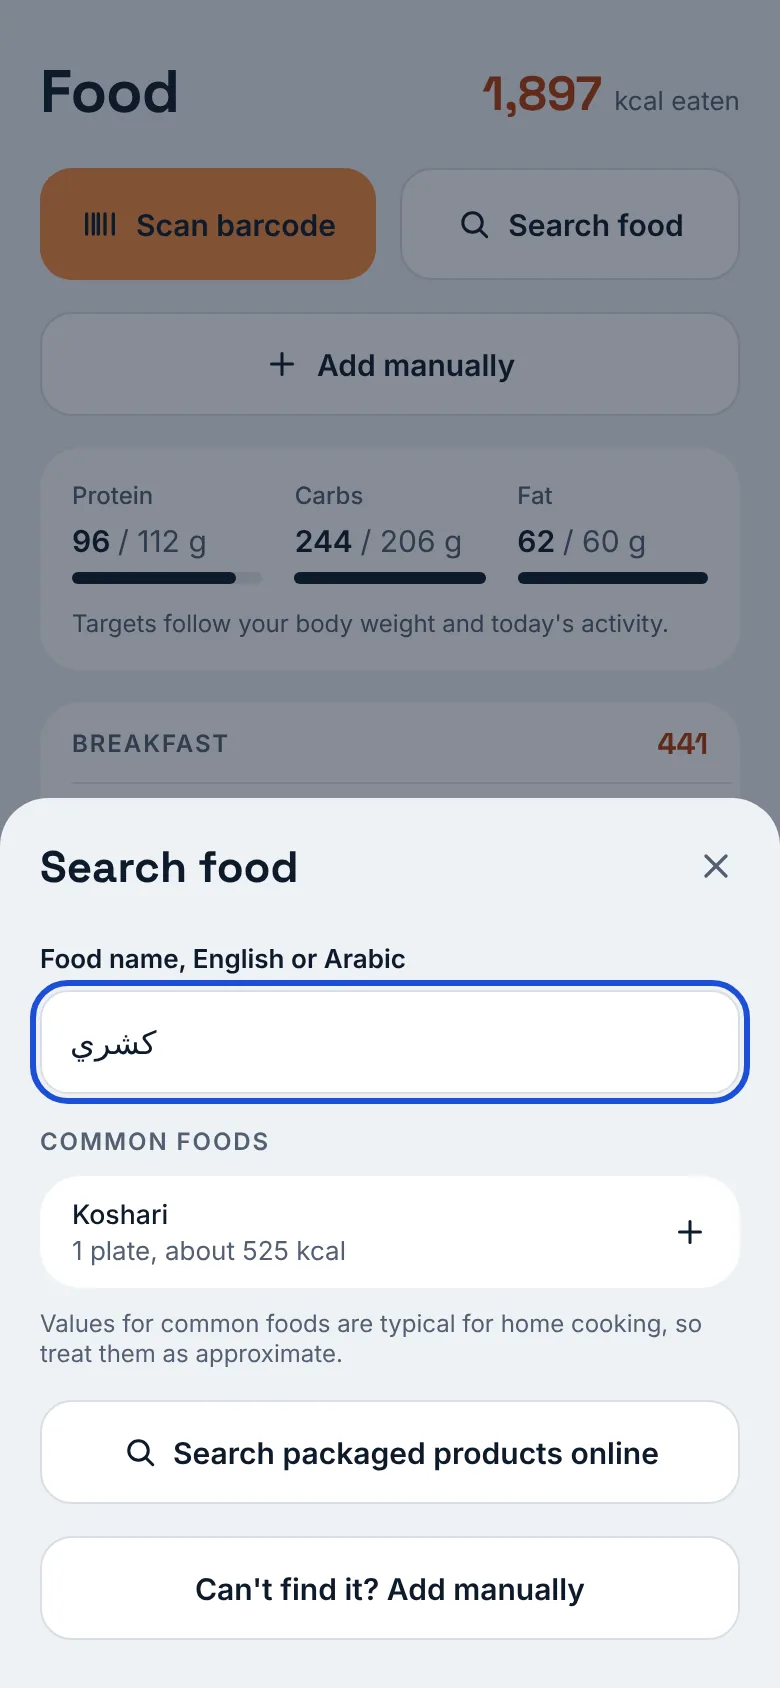 Food
1,897 kcal eaten
Scan barcode
Search food
Add manually
Protein
96 / 112 g
Carbs
244 / 206 g
Fat
62 / 60 g
Targets follow your body weight and today's activity.
BREAKFAST
441
Search food
Food name, English or Arabic
كشري
COMMON FOODS
Koshari
1 plate, about 525 kcal
Values for common foods are typical for home cooking, so
treat them as approximate.
Search packaged products online
Can't find it? Add manually